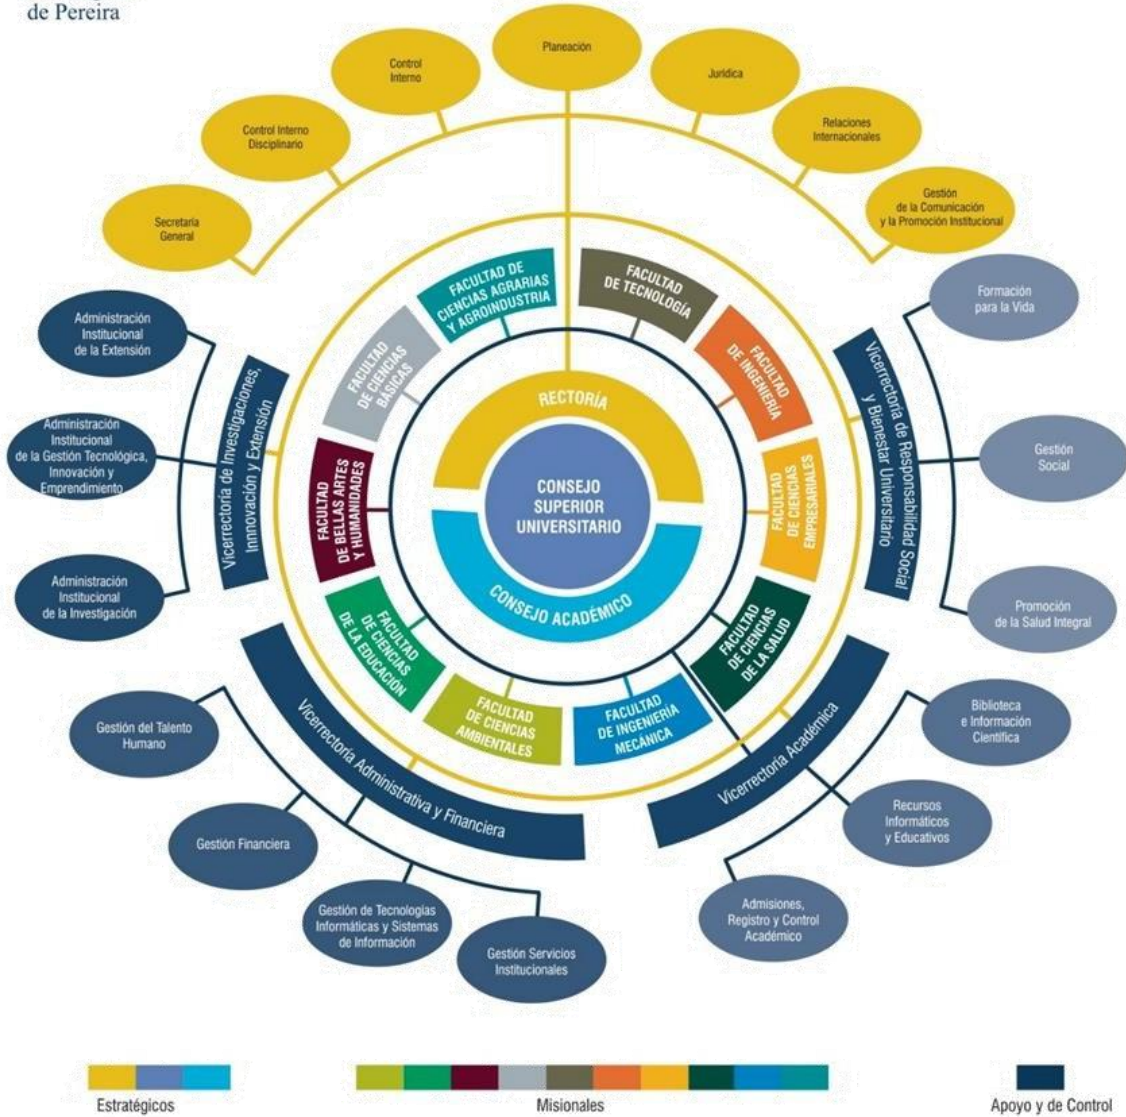 de Pereira
Planeación
Control
Interno
Jurídica
Control Interno
Disciplinario
Relaciones
Internacionales
Secretaria
General
Gestión
de la Comunicación
y la Promoción Institucional
FACULTAD DE
CIENCIAS AGRARIAS
Y AGROINDUSTRIA
FACULTAD
DE TECNOLOGÍA
FACULTAD
DE CIENCIAS
BÁSICAS
FACULTAD
DE INGENIERÍA
FACULTAD
DE BELLAS ARTES
Y HUMANIDADES
FACULTAD
DE CIENCIAS
EMPRESARIALES
FACULTAD
DE CIENCIAS
DE LA EDUCACIÓN
FACULTAD
DE CIENCIAS
DE LA SALUD
FACULTAD
DE CIENCIAS
AMBIENTALES
FACULTAD
DE INGENIERÍA
MECÁNICA
RECTORÍA
CONSEJO
SUPERIOR
UNIVERSITARIO
CONSEJO ACADÉMICO
Vicerrectoría de Investigaciones,
Innnovación y Extensión
Administración
Institucional
de la Extensión
Administración
Institucional
de la Gestión Tecnológica,
Innovación y
Emprendimiento
Administración
Institucional
de la Investigación
Vicerrectoría de Responsabilidad Social
y Bienestar Universitario
Formación
para la Vida
Gestión
Social
Promoción
de la Salud Integral
Vicerrectoría Administrativa y Financiera
Gestión del Talento
Humano
Gestión Financiera
Gestión de Tecnologías
Informáticas y Sistemas
de Información
Gestión Servicios
Institucionales
Vicerrectoría Académica
Biblioteca
e Información
Científica
Recursos
Informáticos
y Educativos
Admisiones,
Registro y Control
Académico
Estratégicos
Misionales
Apoyo y de Control